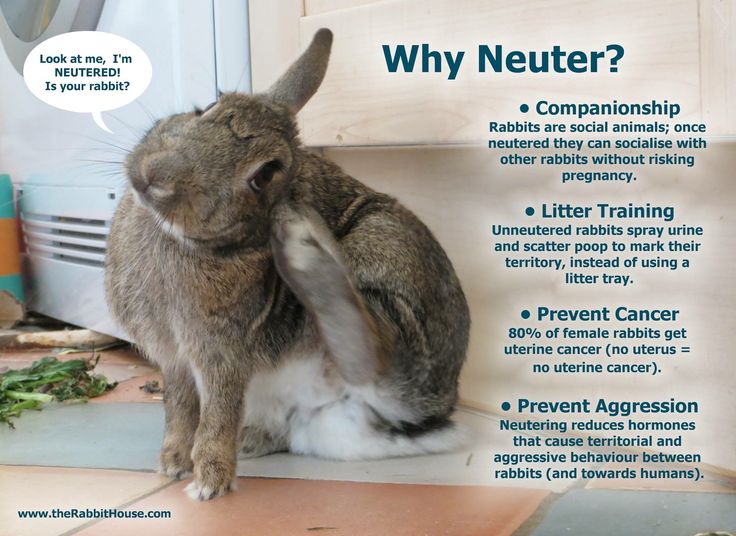 Look at me, I'm
NEUTERED!
Is your rabbit?
Why Neuter?
• Companionship
Rabbits are social animals; once
neutered they can socialise with
other rabbits without risking
pregnancy.
• Litter Training
Unneutered rabbits spray urine
and scatter poop to mark their
territory, instead of using a
litter tray.
• Prevent Cancer
80% of female rabbits get
uterine cancer (no uterus =
no uterine cancer).
• Prevent Aggression
Neutering reduces hormones
that cause territorial and
aggressive behaviour between
rabbits (and towards humans).
www.theRabbitHouse.com